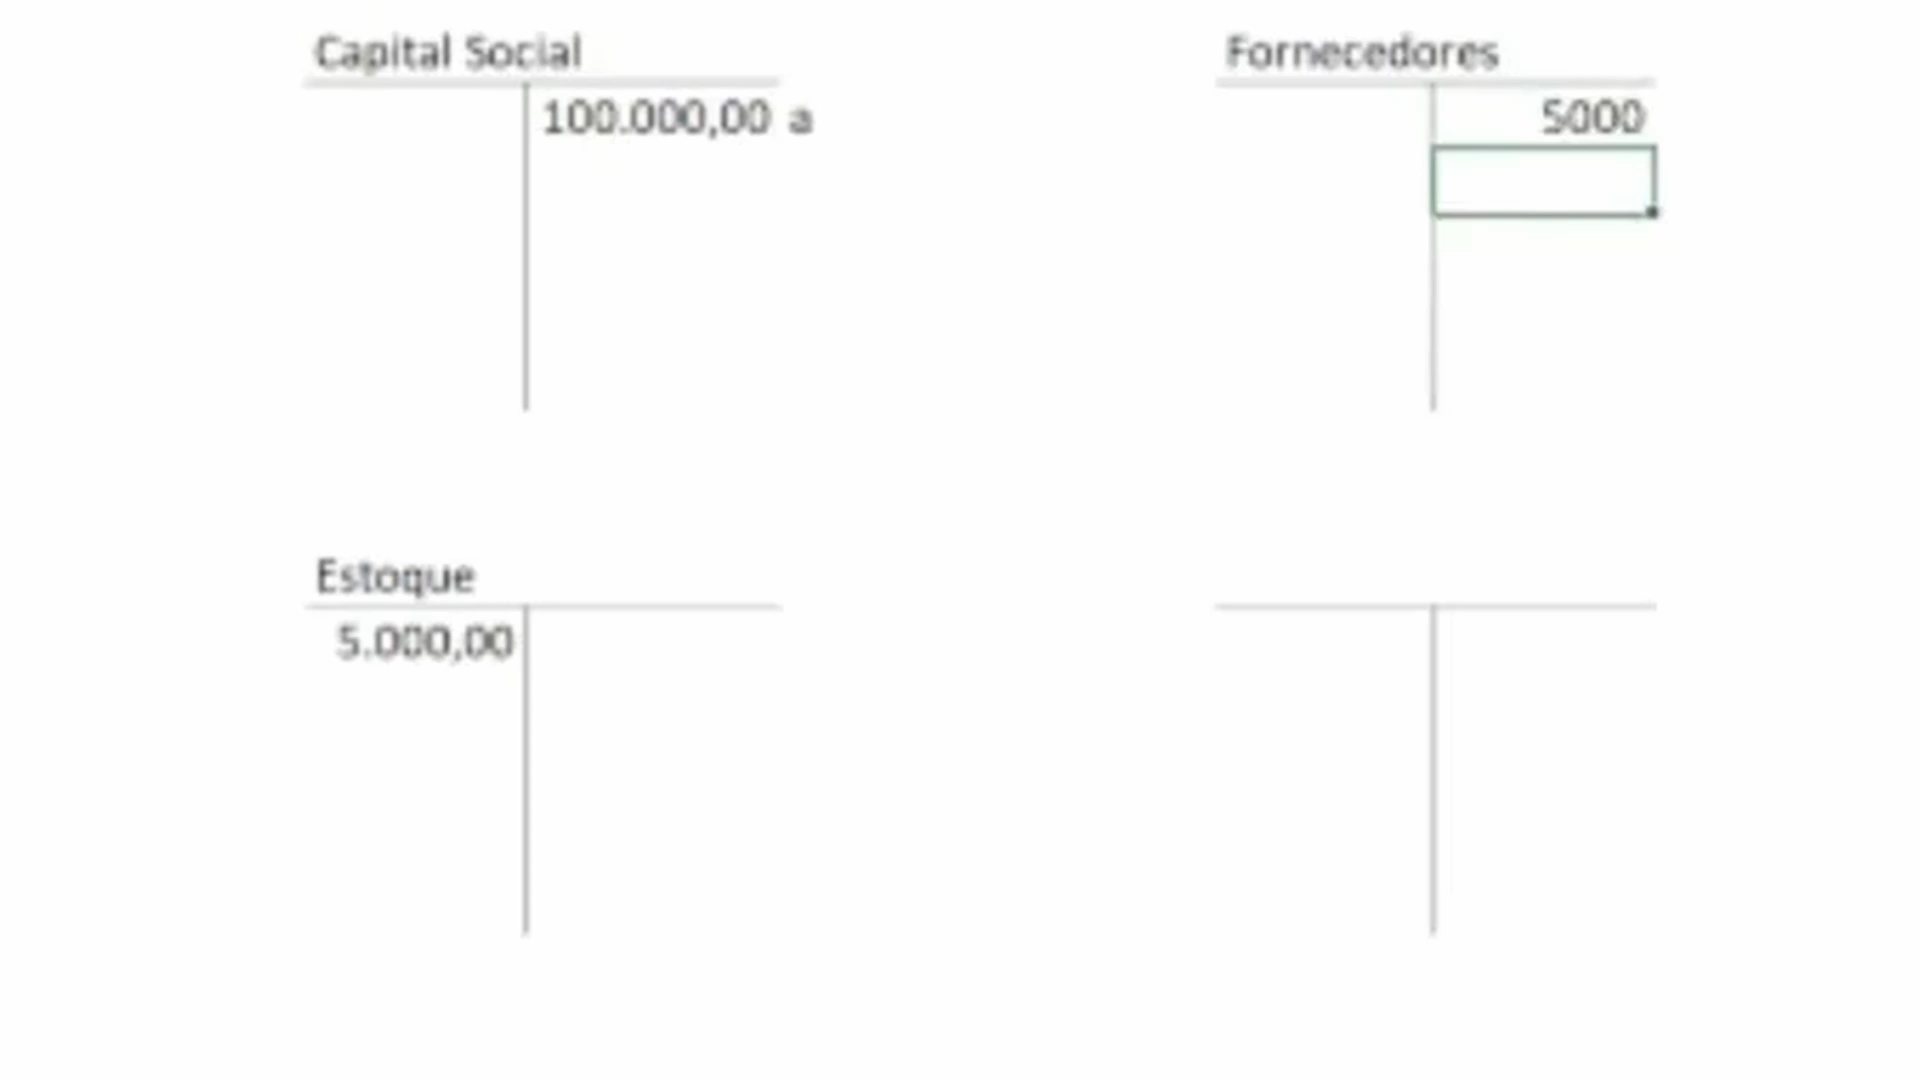 Capital Social
100.000,00 a
Fornecedores
5000
Estoque
5.000,00